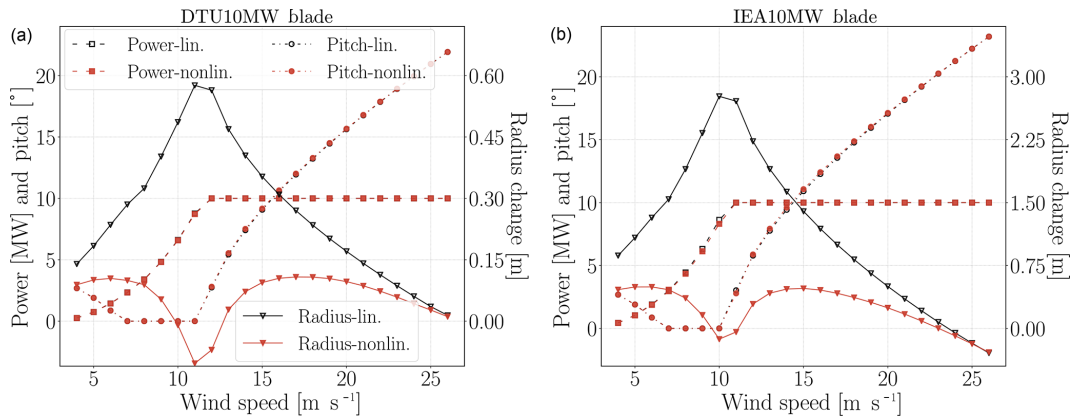 DTU10MW blade
IEA10MW blade
(a)
(b)
Power-lin.
Power-nonlin.
Pitch-lin.
Pitch-nonlin.
Radius-lin.
Radius-nonlin.
Power [MW] and pitch [°]
20
15
10
5
0
0.60
0.45
0.30
0.15
0.00
Radius change [m]
5
10
15
20
25
Wind speed [m s⁻¹]
Power [MW] and pitch [°]
20
15
10
5
0
3.00
2.25
1.50
0.75
0.00
Radius change [m]
5
10
15
20
25
Wind speed [m s⁻¹]